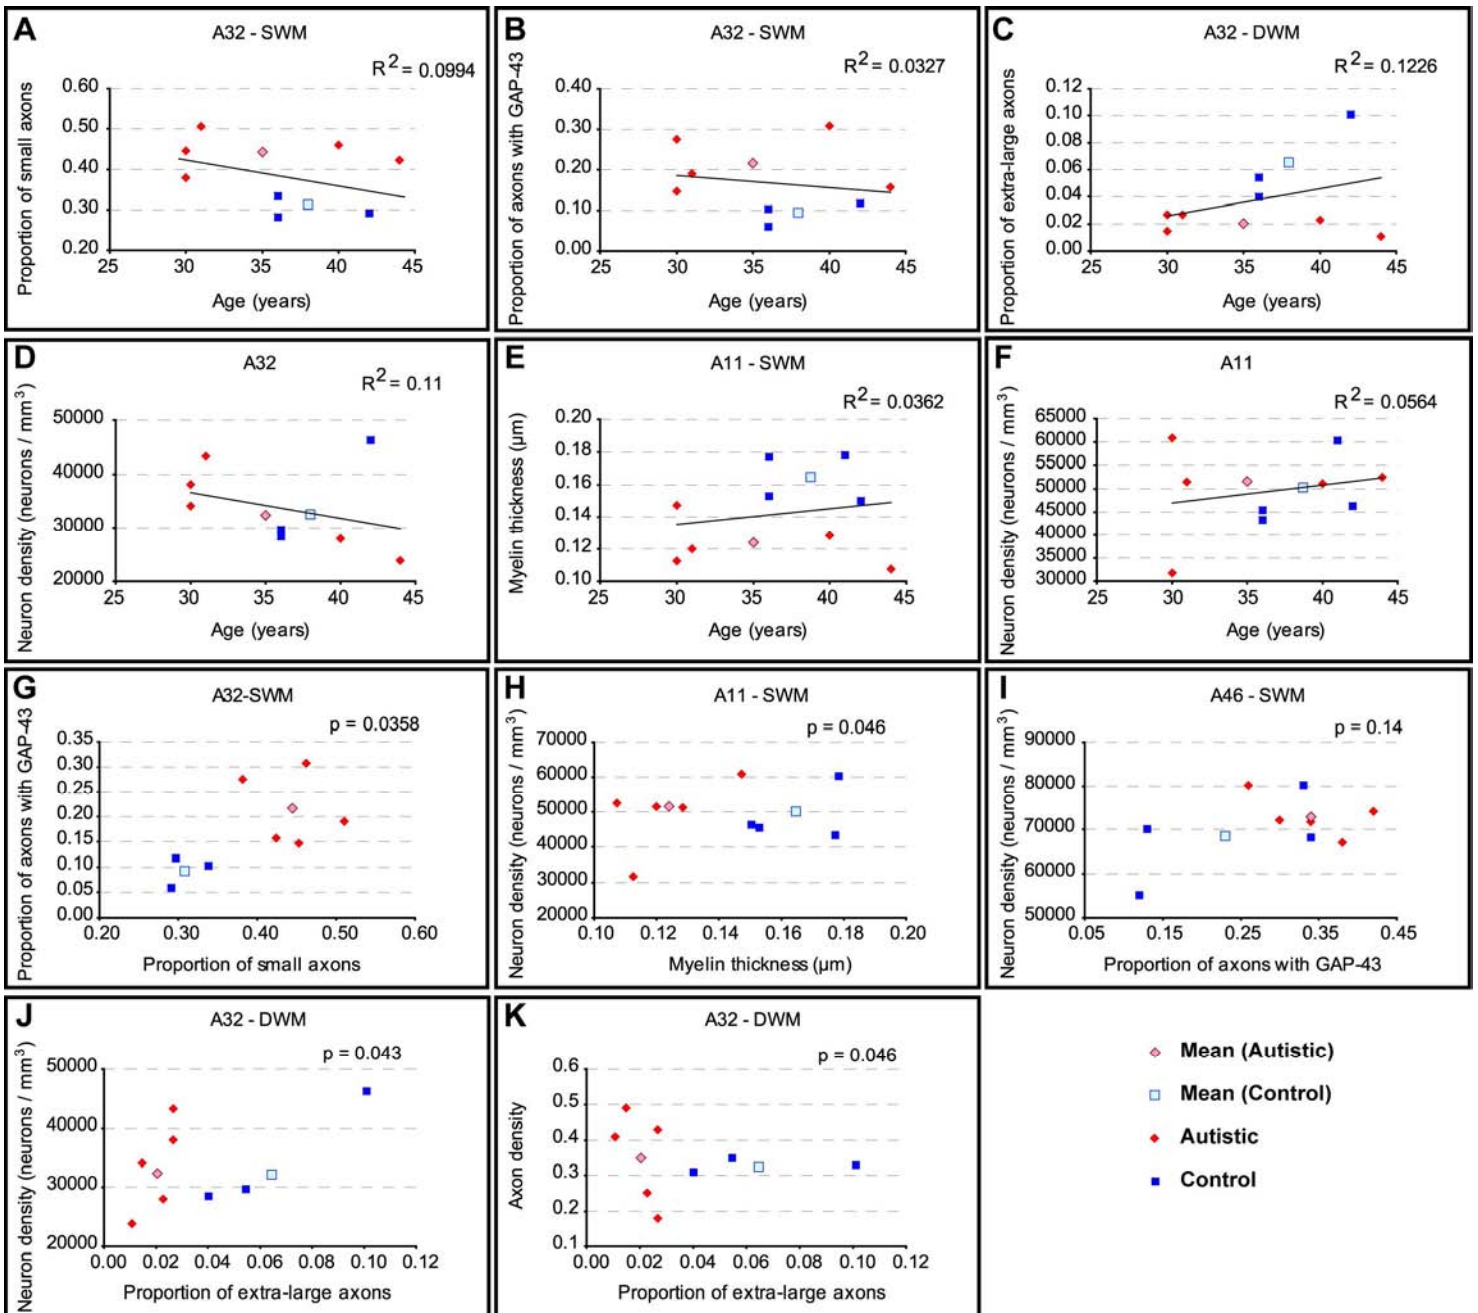 A
A32 - SWM
R2 = 0.0994
Proportion of small axons
0.60
0.50
0.40
0.30
0.20
25 30 35 40 45
Age (years)
B
A32 - SWM
R2 = 0.0327
Proportion of axons with GAP-43
0.40
0.30
0.20
0.10
0.00
25 30 35 40 45
Age (years)
C
A32 - DWM
R2 = 0.1226
Proportion of extra-large axons
0.12
0.10
0.08
0.06
0.04
0.02
0.00
25 30 35 40 45
Age (years)
D
A32
R2 = 0.11
Neuron density (neurons / mm3)
50000
40000
30000
20000
25 30 35 40 45
Age (years)
E
A11 - SWM
R2 = 0.0362
Myelin thickness (µm)
0.20
0.18
0.16
0.14
0.12
0.10
25 30 35 40 45
Age (years)
F
A11
R2 = 0.0564
Neuron density (neurons / mm3)
65000
60000
55000
50000
45000
40000
35000
30000
25 30 35 40 45
Age (years)
G
A32-SWM
p = 0.0358
Proportion of axons with GAP-43
0.35
0.30
0.25
0.20
0.15
0.10
0.05
0.00
0.20 0.30 0.40 0.50 0.60
Proportion of small axons
H
A11 - SWM
p = 0.046
Neuron density (neurons / mm3)
70000
60000
50000
40000
30000
20000
0.10 0.12 0.14 0.16 0.18 0.20
Myelin thickness (µm)
I
A46 - SWM
p = 0.14
Neuron density (neurons / mm3)
90000
80000
70000
60000
50000
0.05 0.15 0.25 0.35 0.45
Proportion of axons with GAP-43
J
A32 - DWM
p = 0.043
Neuron density (neurons / mm3)
50000
40000
30000
20000
0.00 0.02 0.04 0.06 0.08 0.10 0.12
Proportion of extra-large axons
K
A32 - DWM
p = 0.046
Axon density
0.6
0.5
0.4
0.3
0.2
0.1
0.00 0.02 0.04 0.06 0.08 0.10 0.12
Proportion of extra-large axons
Mean (Autistic)
Mean (Control)
Autistic
Control